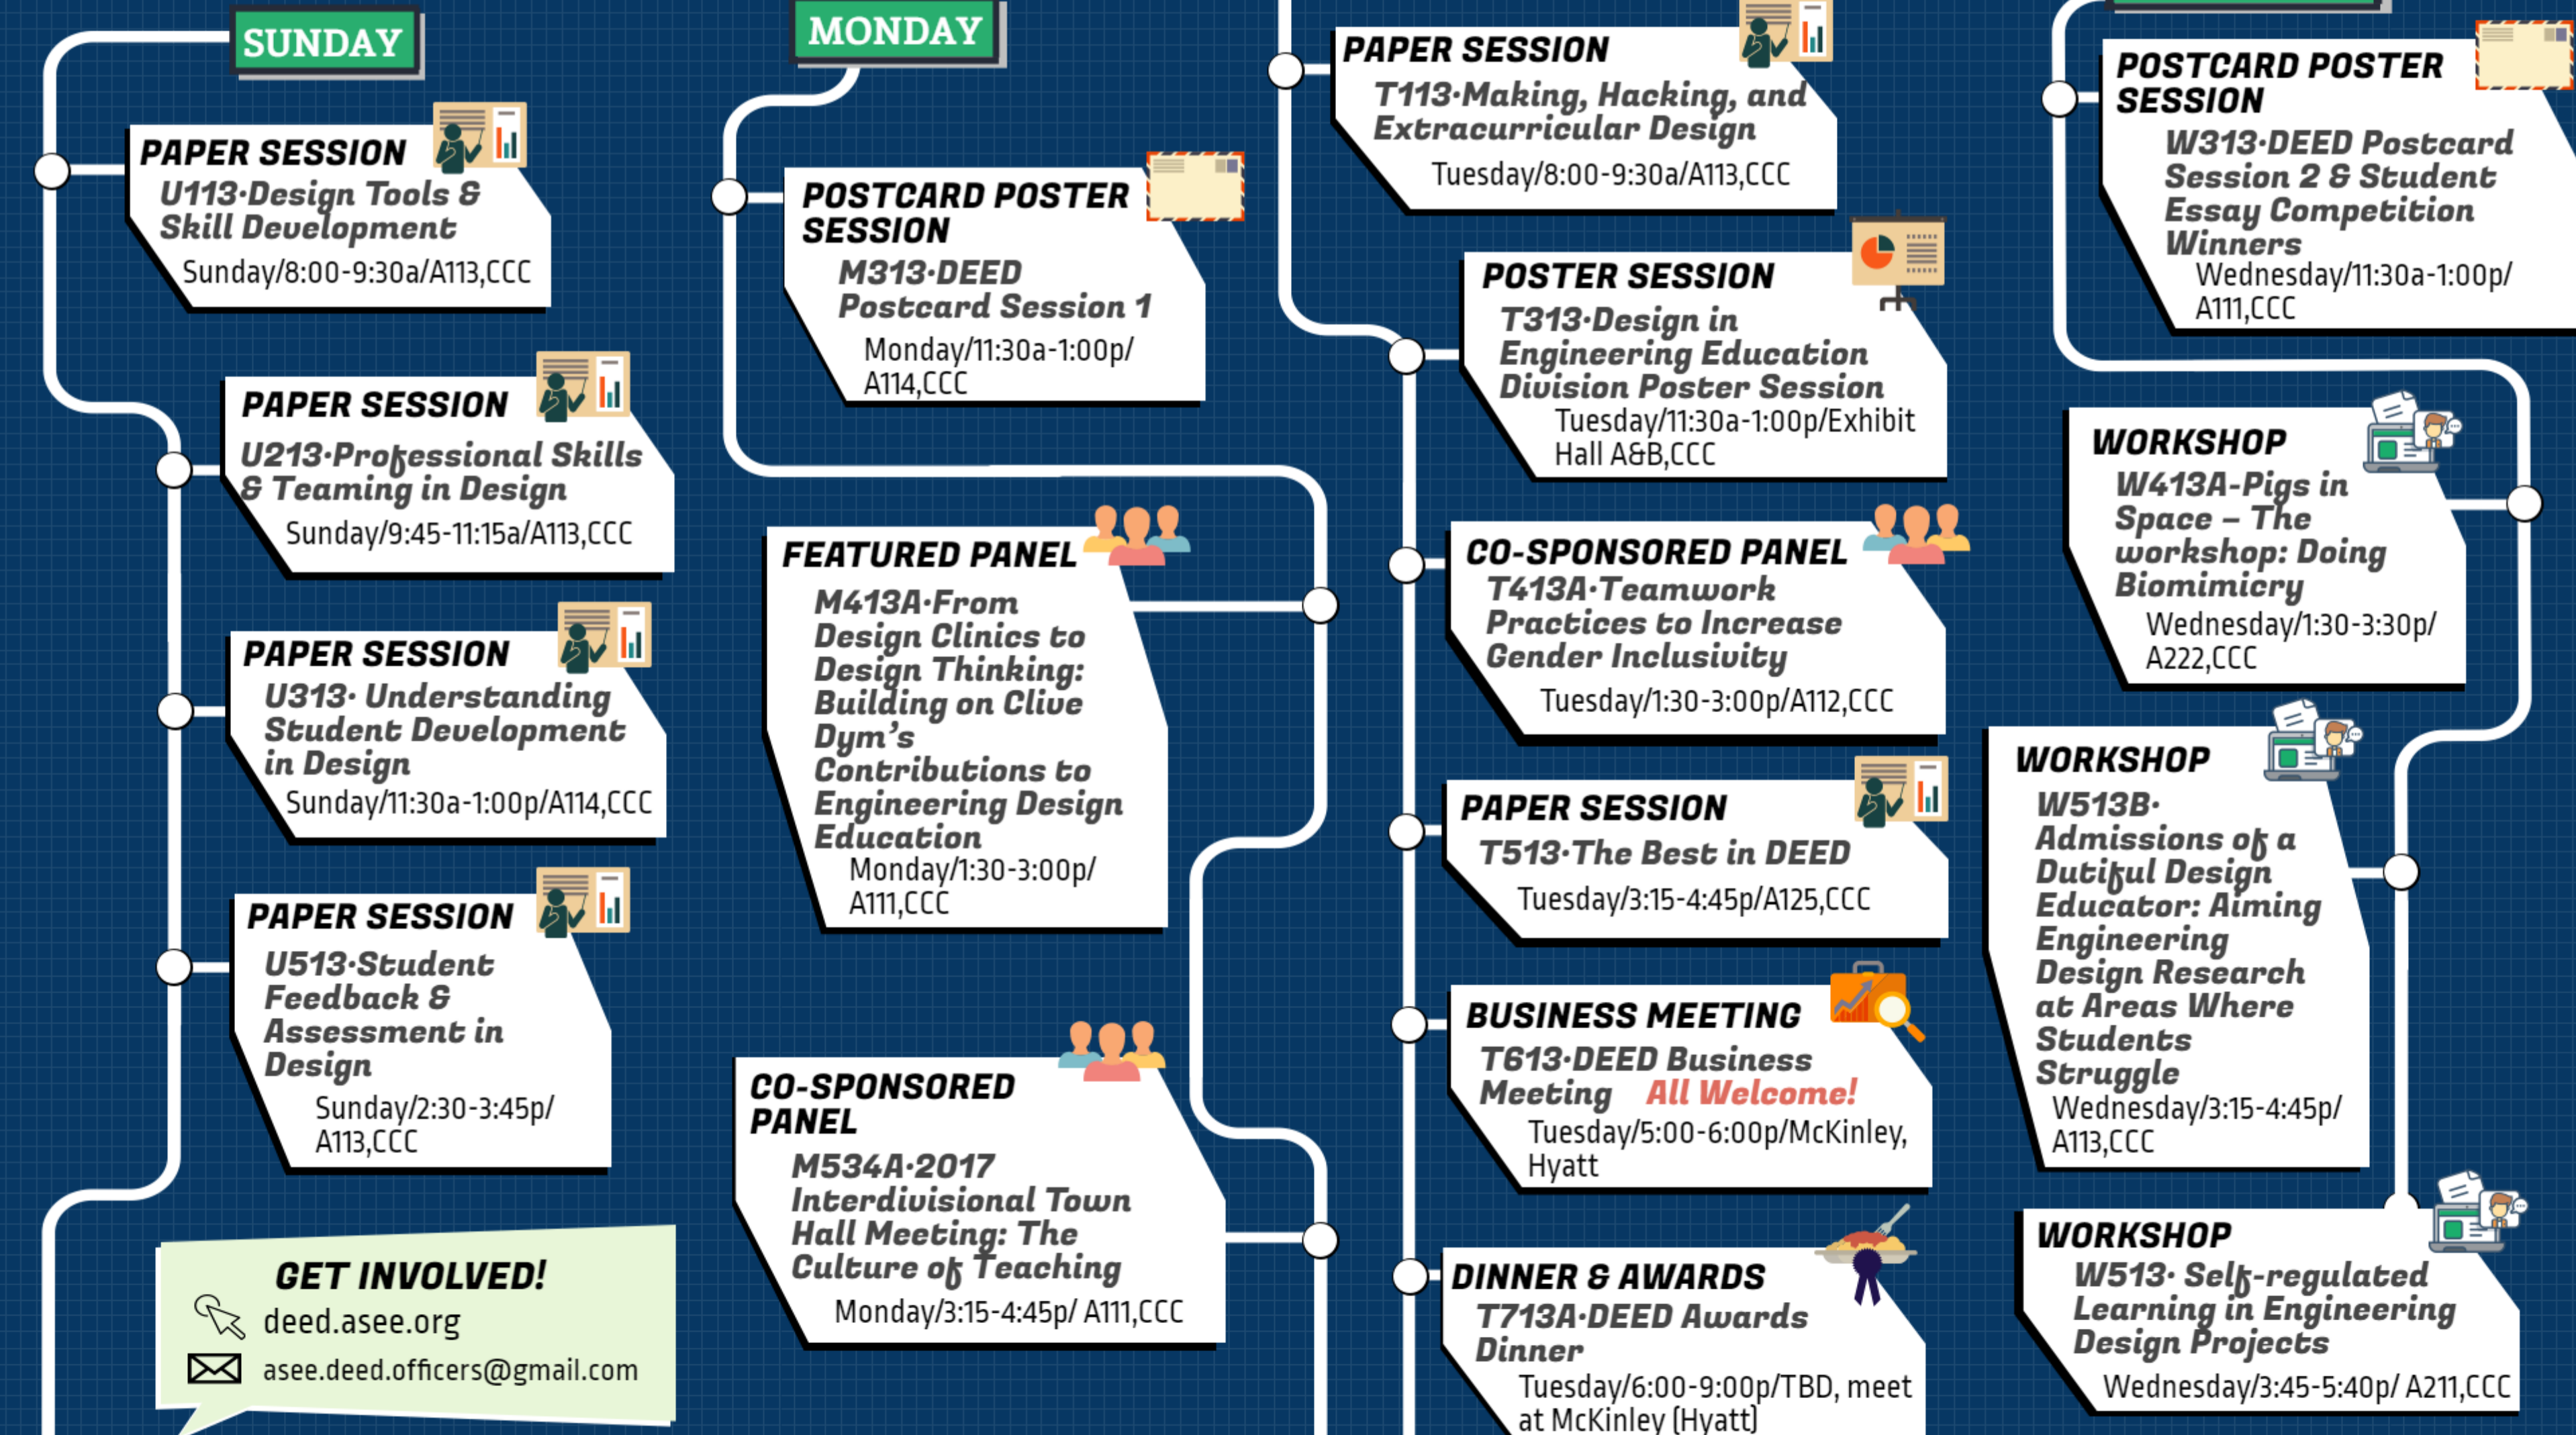 SUNDAY
PAPER SESSION
U113·Design Tools &
Skill Development
Sunday/8:00-9:30a/A113,CCC
PAPER SESSION
U213·Professional Skills
& Teaming in Design
Sunday/9:45-11:15a/A113,CCC
PAPER SESSION
U313· Understanding
Student Development
in Design
Sunday/11:30a-1:00p/A114,CCC
PAPER SESSION
U513·Student
Feedback &
Assessment in
Design
Sunday/2:30-3:45p/
A113,CCC
GET INVOLVED!
deed.asee.org
asee.deed.officers@gmail.com
MONDAY
POSTCARD POSTER
SESSION
M313·DEED
Postcard Session 1
Monday/11:30a-1:00p/
A114,CCC
FEATURED PANEL
M413A·From
Design Clinics to
Design Thinking:
Building on Clive
Dym’s
Contributions to
Engineering Design
Education
Monday/1:30-3:00p/
A111,CCC
CO-SPONSORED
PANEL
M534A·2017
Interdivisional Town
Hall Meeting: The
Culture of Teaching
Monday/3:15-4:45p/ A111,CCC
PAPER SESSION
T113·Making, Hacking, and
Extracurricular Design
Tuesday/8:00-9:30a/A113,CCC
POSTER SESSION
T313·Design in
Engineering Education
Division Poster Session
Tuesday/11:30a-1:00p/Exhibit
Hall A&B,CCC
CO-SPONSORED PANEL
T413A·Teamwork
Practices to Increase
Gender Inclusivity
Tuesday/1:30-3:00p/A112,CCC
PAPER SESSION
T513·The Best in DEED
Tuesday/3:15-4:45p/A125,CCC
BUSINESS MEETING
T613·DEED Business
Meeting All Welcome!
Tuesday/5:00-6:00p/McKinley,
Hyatt
DINNER & AWARDS
T713A·DEED Awards
Dinner
Tuesday/6:00-9:00p/TBD, meet
at McKinley (Hyatt)
POSTCARD POSTER
SESSION
W313·DEED Postcard
Session 2 & Student
Essay Competition
Winners
Wednesday/11:30a-1:00p/
A111,CCC
WORKSHOP
W413A-Pigs in
Space – The
workshop: Doing
Biomimicry
Wednesday/1:30-3:30p/
A222,CCC
WORKSHOP
W513B·
Admissions of a
Dutiful Design
Educator: Aiming
Engineering
Design Research
at Areas Where
Students
Struggle
Wednesday/3:15-4:45p/
A113,CCC
WORKSHOP
W513· Self-regulated
Learning in Engineering
Design Projects
Wednesday/3:45-5:40p/ A211,CCC